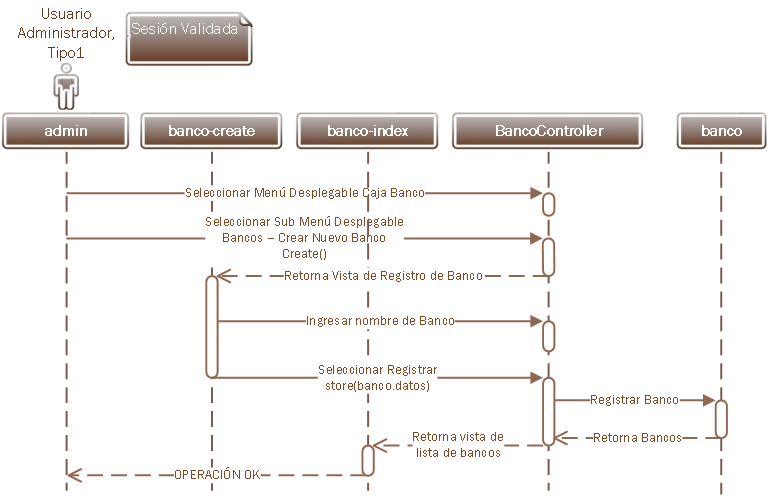 Usuario
Administrador,
Tipo1
Sesión Validada
admin
banco-create
banco-index
BancoController
banco
Seleccionar Menú Desplegable Caja Banco
Seleccionar Sub Menú Desplegable
Bancos – Crear Nuevo Banco
Create()
Retorna Vista de Registro de Banco
Ingresar nombre de Banco
Seleccionar Registrar
store(banco.datos)
Registrar Banco
Retorna Bancos
Retorna vista de
lista de bancos
OPERACIÓN OK